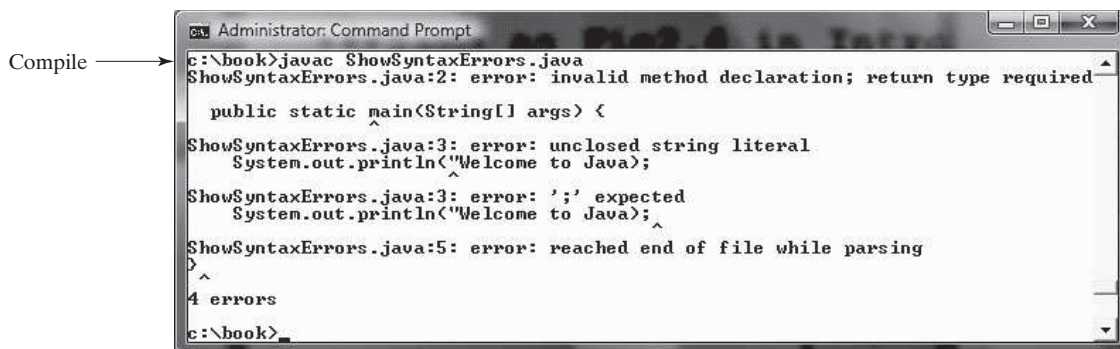 Compile
Administrator: Command Prompt
c:\book>javac ShowSyntaxErrors.java
ShowSyntaxErrors.java:2: error: invalid method declaration; return type required
public static main(String[] args) {
^
ShowSyntaxErrors.java:3: error: unclosed string literal
System.out.println("Welcome to Java);
^
ShowSyntaxErrors.java:3: error: ';' expected
System.out.println("Welcome to Java);
^
ShowSyntaxErrors.java:5: error: reached end of file while parsing
}
^
4 errors
c:\book>_